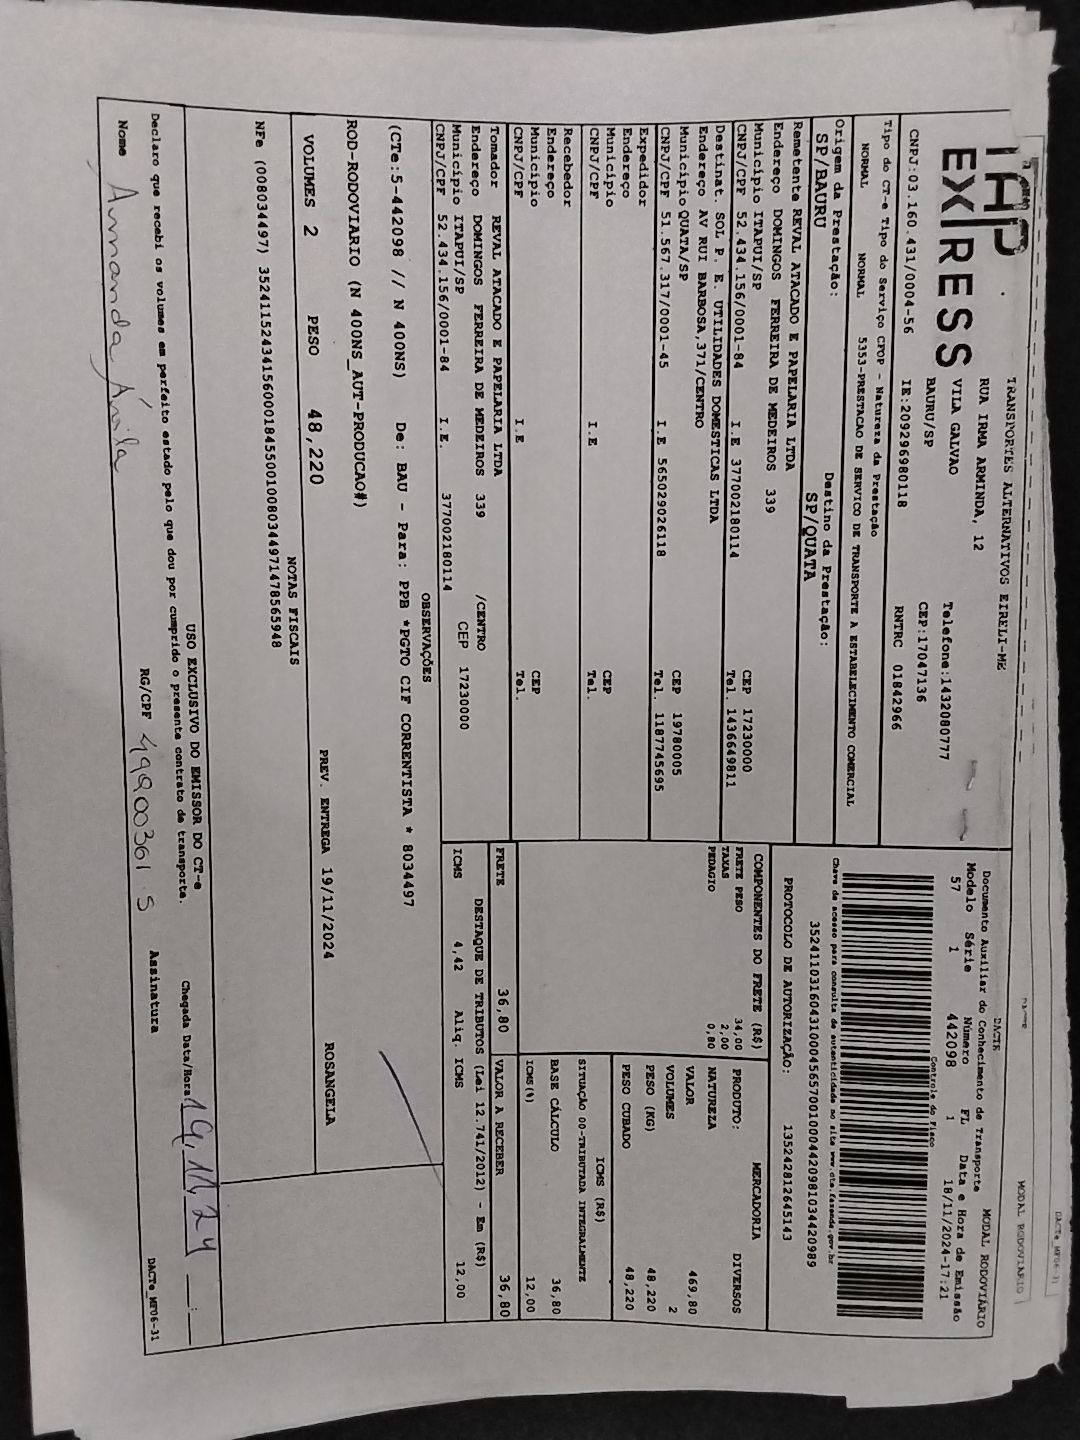 TAP
EXPRESS
TRANSPORTES ALTERNATIVOS EIRELI-ME
RUA IRMA ARMINDA, 12
VILA GALVAO
BAURU/SP
Telefone:1432080777
CEP:17047136
CNPJ:03.160.431/0004-56 IE:209296980118 RNTRC 01842966
DACTE
Documento Auxiliar do Conhecimento de Transporte
MODAL RODOVIÁRIO
Modelo Série Número FL Data e Hora de Emissão
57 1 442098 1 18/11/2024-17:21
Controle do Fisco
Chave de acesso para consulta de autenticidade no site www.cte.fazenda.gov.br
PROTOCOLO DE AUTORIZAÇÃO: 135242812645143
Tipo do CT-e Tipo do Serviço CFOP - Natureza da Prestação
NORMAL NORMAL 5353-PRESTACAO DE SERVICO DE TRANSPORTE A ESTABELECIMENTO COMERCIAL
Origem da Prestação: Destino da Prestação:
SP/BAURU SP/QUATA
Remetente REVAL ATACADO E PAPELARIA LTDA
Endereço DOMINGOS FERREIRA DE MEDEIROS 339
Município ITAPUI/SP CEP 17230000
CNPJ/CPF 52.434.156/0001-84 I.E 377002180114 Tel. 1436649811
Destinat. SOL P. E. UTILIDADES DOMESTICAS LTDA
Endereço AV RUI BARBOSA,371/CENTRO
Município QUATA/SP CEP 19780005
CNPJ/CPF 51.567.317/0001-45 I.E 565029026118 Tel. 1187745695
Expedidor
Endereço
Município CEP
CNPJ/CPF I.E Tel.
Recebedor
Endereço
Município CEP
CNPJ/CPF I.E Tel.
Tomador REVAL ATACADO E PAPELARIA LTDA
Endereço DOMINGOS FERREIRA DE MEDEIROS 339 /CENTRO
Município ITAPUI/SP CEP 17230000
CNPJ/CPF 52.434.156/0001-84 I.E. 377002180114
COMPONENTES DO FRETE (R$)
FRETE PESO 34,00
TAXAS 2,00
PEDAGIO 0,80
MERCADORIA
PRODUTO: DIVERSOS
NATUREZA
VALOR 469,80
VOLUMES 2
PESO (KG) 48,220
PESO CUBADO 48,220
ICMS (R$)
SITUAÇÃO 00-TRIBUTADA INTEGRALMENTE
BASE CÁLCULO 36,80
ICMS(%) 12,00
FRETE 36,80 VALOR A RECEBER 36,80
DESTAQUE DE TRIBUTOS (Lei 12.741/2012) - Em (R$)
ICMS 4,42 Aliq. ICMS 12,00
OBSERVAÇÕES
(CTe:5-442098 // N 400NS) De: BAU - Para: PPB *PGTO CIF CORRENTISTA * 8034497
ROD-RODOVIARIO (N 400NS_AUT-PRODUCAO#)
VOLUMES 2 PESO 48,220 PREV. ENTREGA 19/11/2024 ROSANGELA
NOTAS FISCAIS
USO EXCLUSIVO DO EMISSOR DO CT-e
Declaro que recebi os volumes em perfeito estado pelo que dou por cumprido o presente contrato de transporte. Chegada Data/Hora: 19,11,24 __:__
Nome Amanda Ávila RG/CPF 49900361 5 Assinatura
DACTe_MF06-31
MODAL RODOVIÁRIO
DACTe_MF06-31